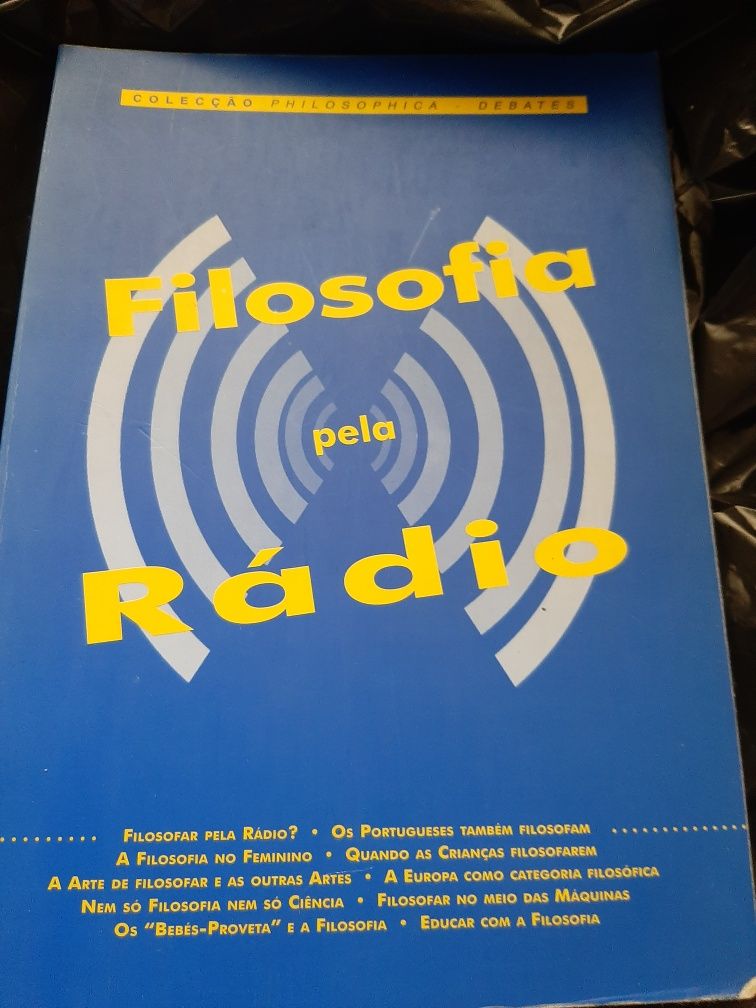 COLECÇÃO PHILOSOPHICA - DEBATES
Filosofia
pela
Rádio
FILOSOFAR PELA RÁDIO? • OS PORTUGUESES TAMBÉM FILOSOFAM
A FILOSOFIA NO FEMININO • QUANDO AS CRIANÇAS FILOSOFAREM
A ARTE DE FILOSOFAR E AS OUTRAS ARTES • A EUROPA COMO CATEGORIA FILOSÓFICA
NEM SÓ FILOSOFIA NEM SÓ CIÊNCIA • FILOSOFAR NO MEIO DAS MÁQUINAS
OS "BEBÉS-PROVETA" E A FILOSOFIA • EDUCAR COM A FILOSOFIA